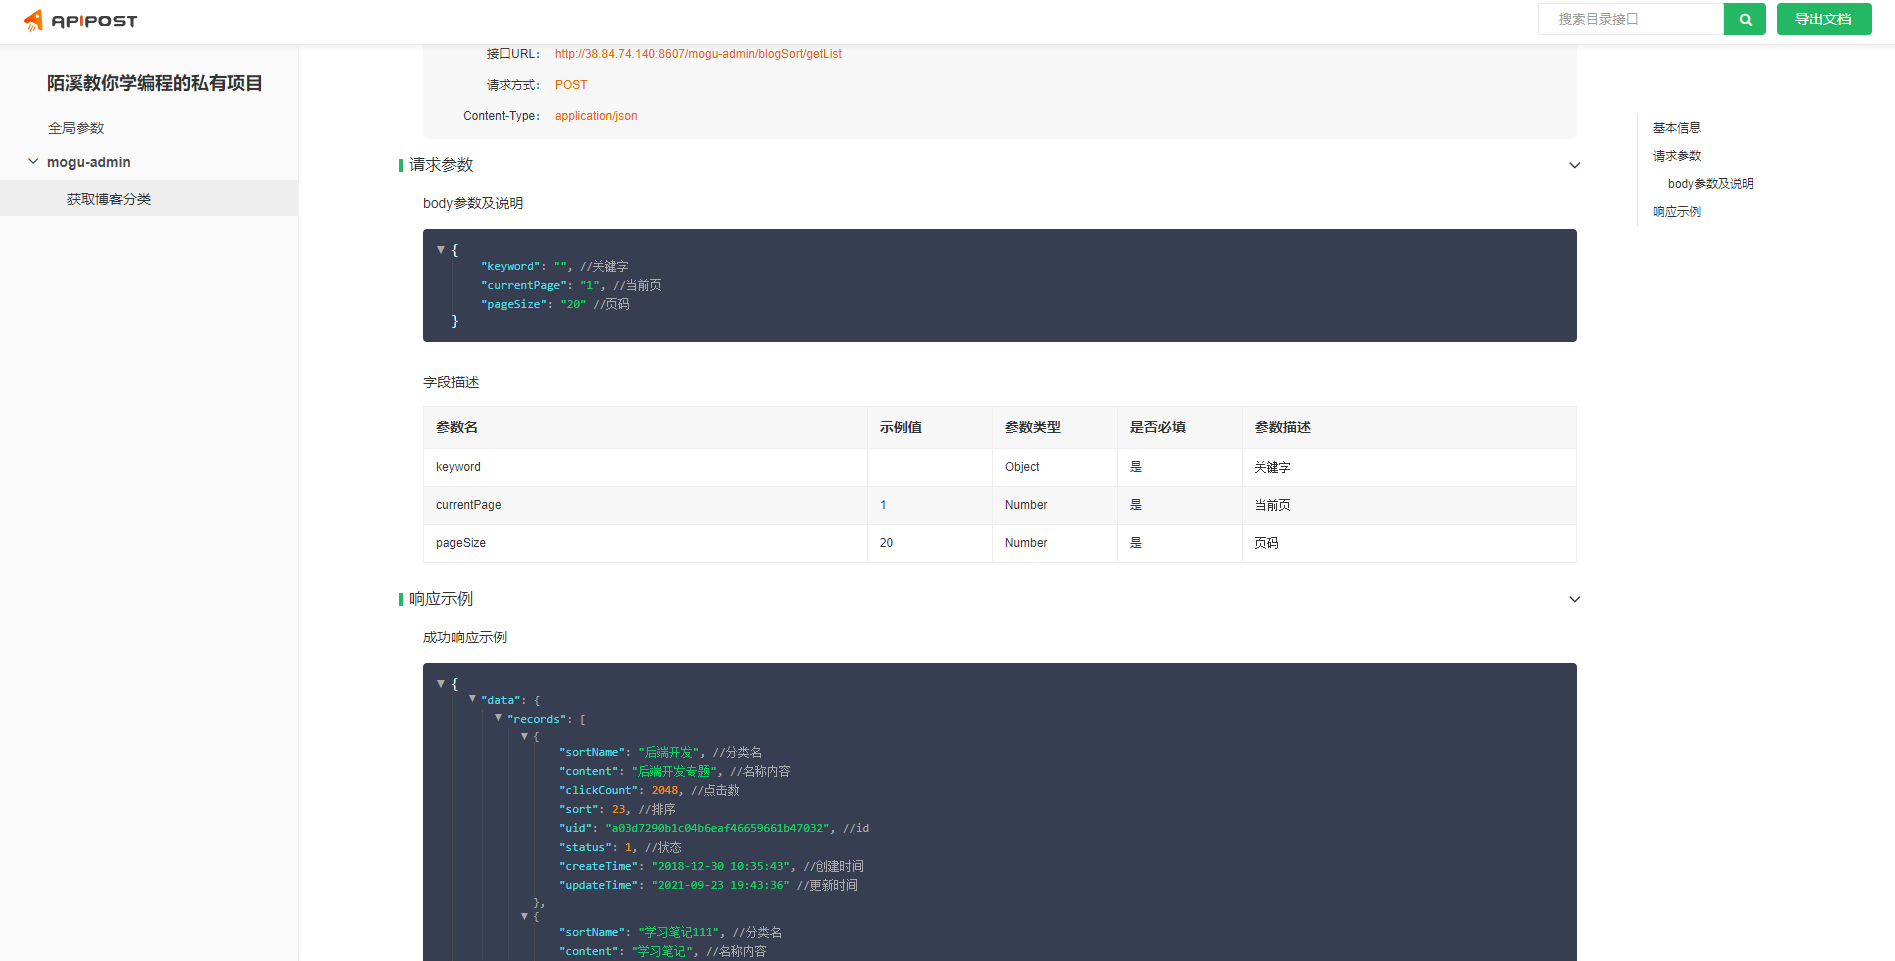 APIPOST
搜索目录接口
导出文档
陌溪教你学编程的私有项目
全局参数
mogu-admin
获取博客分类
接口URL: http://38.84.74.140:8607/mogu-admin/blogSort/getList
请求方式: POST
Content-Type: application/json
请求参数
body参数及说明
{
"keyword": "", //关键字
"currentPage": "1", //当前页
"pageSize": "20" //页码
}
字段描述
参数名 示例值 参数类型 是否必填 参数描述
keyword Object 是 关键字
currentPage 1 Number 是 当前页
pageSize 20 Number 是 页码
响应示例
成功响应示例
{
"data": {
"records": [
{
"sortName": "后端开发", //分类名
"content": "后端开发专题", //名称内容
"clickCount": 2048, //点击数
"sort": 23, //排序
"uid": "a03d7290b1c04b6eaf46659661b47032", //id
"status": 1, //状态
"createTime": "2018-12-30 10:35:43", //创建时间
"updateTime": "2021-09-23 19:43:36" //更新时间
},
{
"sortName": "学习笔记111", //分类名
"content": "学习笔记", //名称内容
基本信息
请求参数
body参数及说明
响应示例